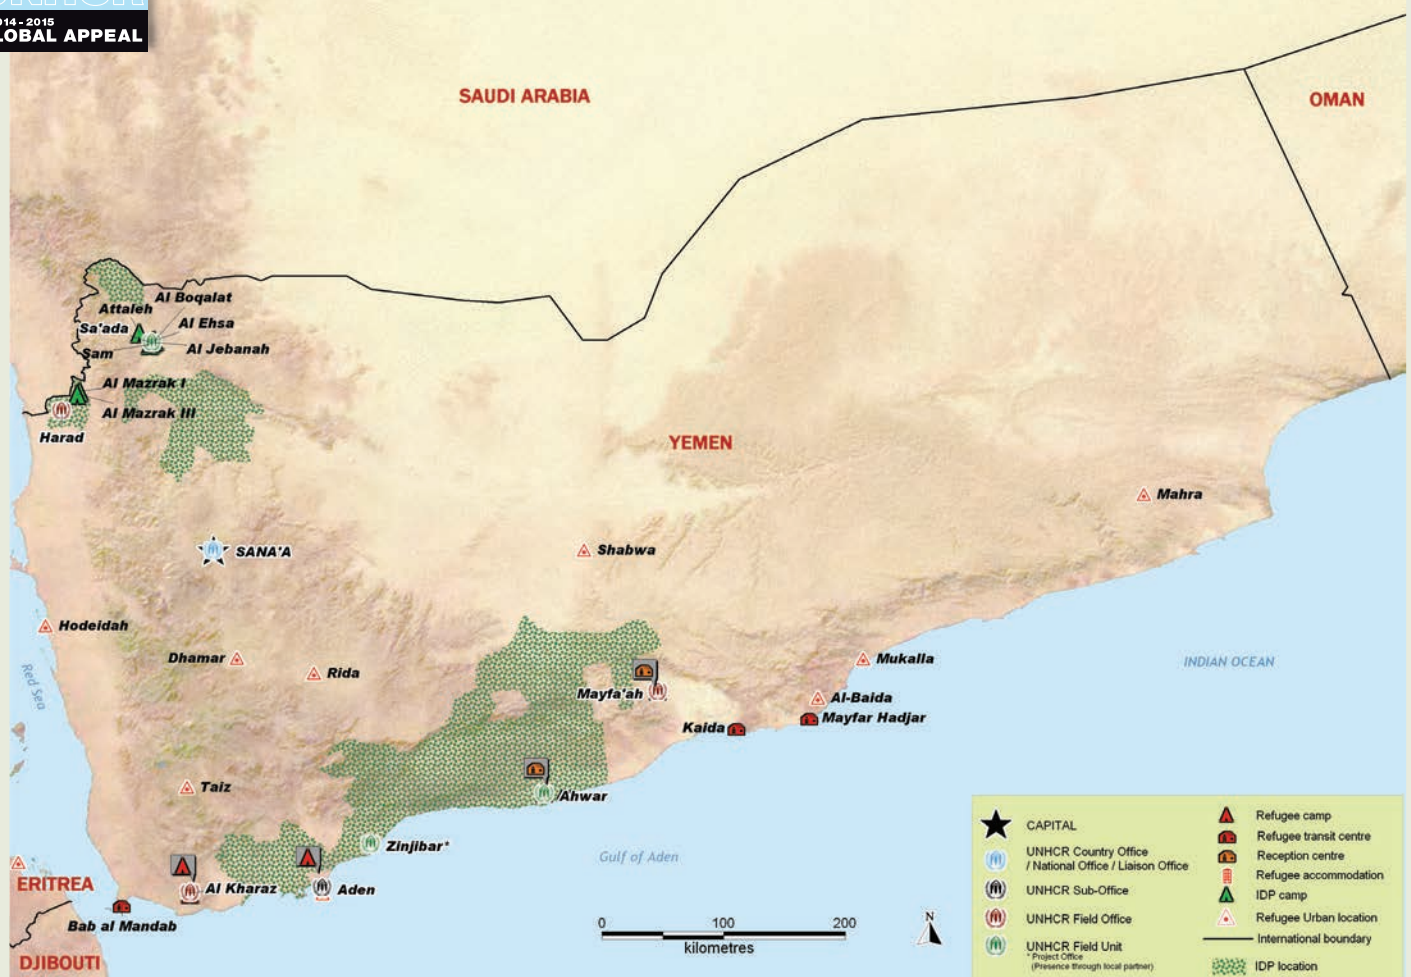 UNHCR
2014 - 2015
GLOBAL APPEAL
SAUDI ARABIA
OMAN
Al Boqalat
Attaleh
Al Ehsa
Sa'ada
Al Jebanah
Sam
Al Mazrak I
Al Mazrak III
Harad
YEMEN
Mahra
SANA'A
Shabwa
Hodeidah
Dhamar
Rida
Mukalla
INDIAN OCEAN
Red Sea
Mayfa'ah
Al-Baida
Mayfar Hadjar
Kaida
Taiz
Ahwar
Zinjibar*
Gulf of Aden
ERITREA
Al Kharaz
Aden
Bab al Mandab
DJIBOUTI
0 100 200
kilometres
N
CAPITAL
UNHCR Country Office
/ National Office / Liaison Office
UNHCR Sub-Office
UNHCR Field Office
UNHCR Field Unit
* Project Office
(Presence through local partner)
Refugee camp
Refugee transit centre
Reception centre
Refugee accommodation
IDP camp
Refugee Urban location
International boundary
IDP location